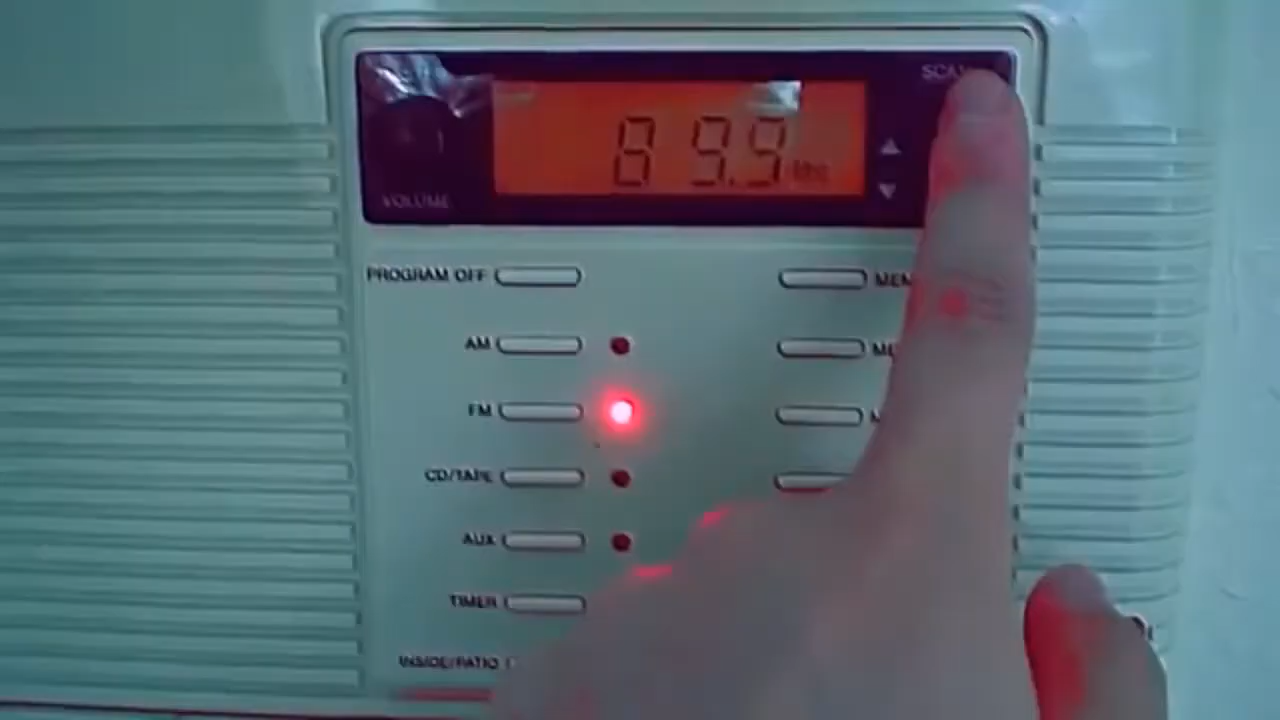 SCAN
89.9 Mhz
VOLUME
PROGRAM OFF
AM
FM
CD/TAPE
AUX
TIMER
INSIDE/PATIO
MEM